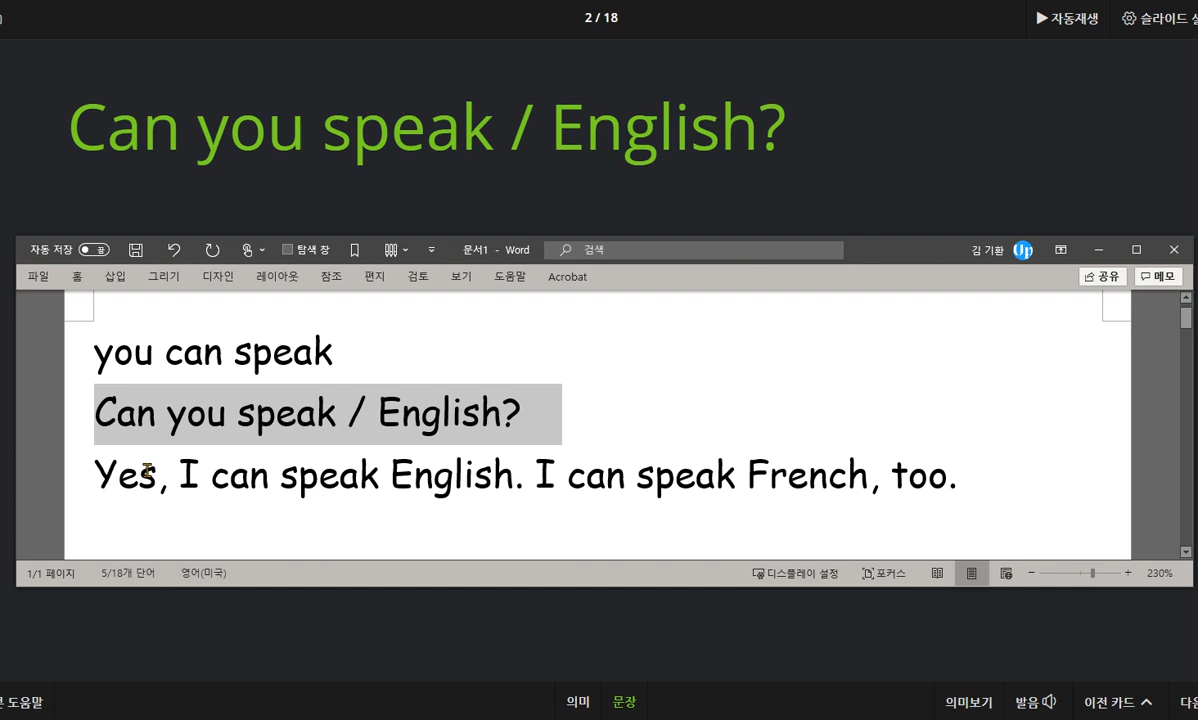 2 / 18
▶자동재생
슬라이드
Can you speak / English?
자동 저장 끔
탐색 창
문서1 - Word
검색
김 기환
Up
파일 홈 삽입 그리기 디자인 레이아웃 참조 편지 검토 보기 도움말 Acrobat
공유 메모
you can speak
Can you speak / English?
Yes, I can speak English. I can speak French, too.
1/1 페이지 5/18개 단어 영어(미국)
디스플레이 설정 포커스 − + 230%
도움말
의미 문장
의미보기 발음 이전 카드